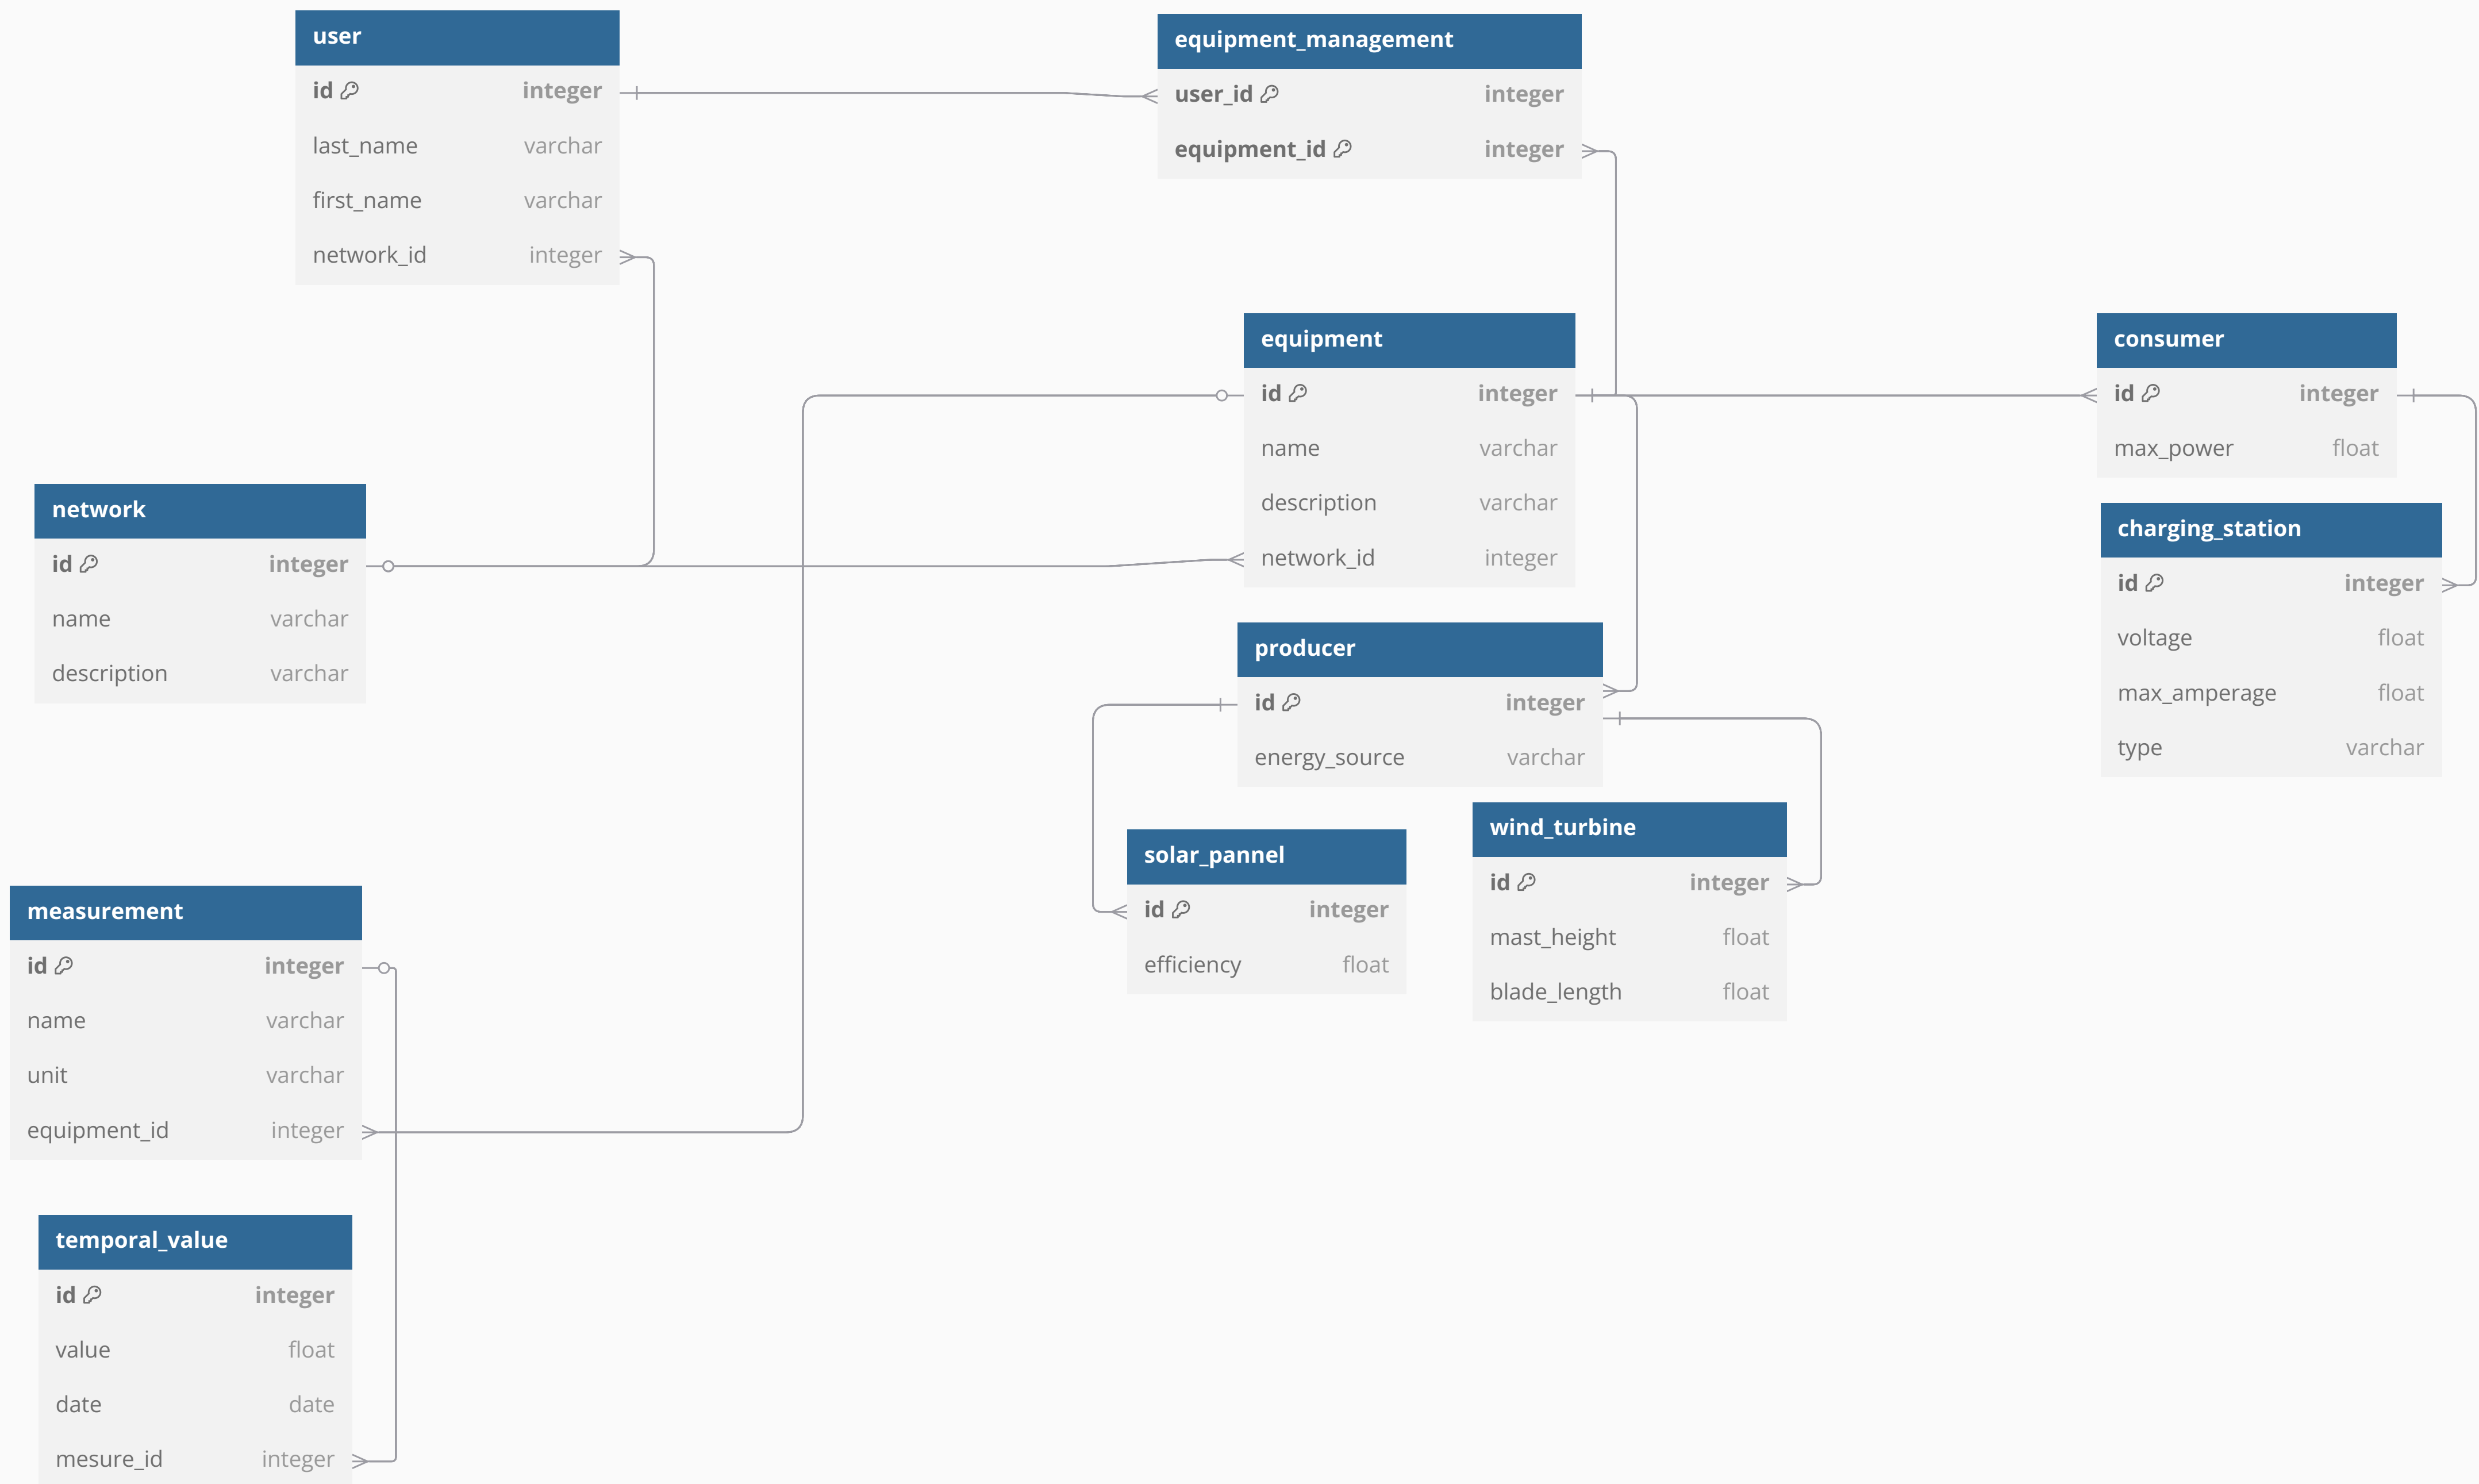 user
id integer
last_name varchar
first_name varchar
network_id integer
equipment_management
user_id integer
equipment_id integer
equipment
id integer
name varchar
description varchar
network_id integer
consumer
id integer
max_power float
network
id integer
name varchar
description varchar
charging_station
id integer
voltage float
max_amperage float
type varchar
producer
id integer
energy_source varchar
solar_pannel
id integer
efficiency float
wind_turbine
id integer
mast_height float
blade_length float
measurement
id integer
name varchar
unit varchar
equipment_id integer
temporal_value
id integer
value float
date date
mesure_id integer